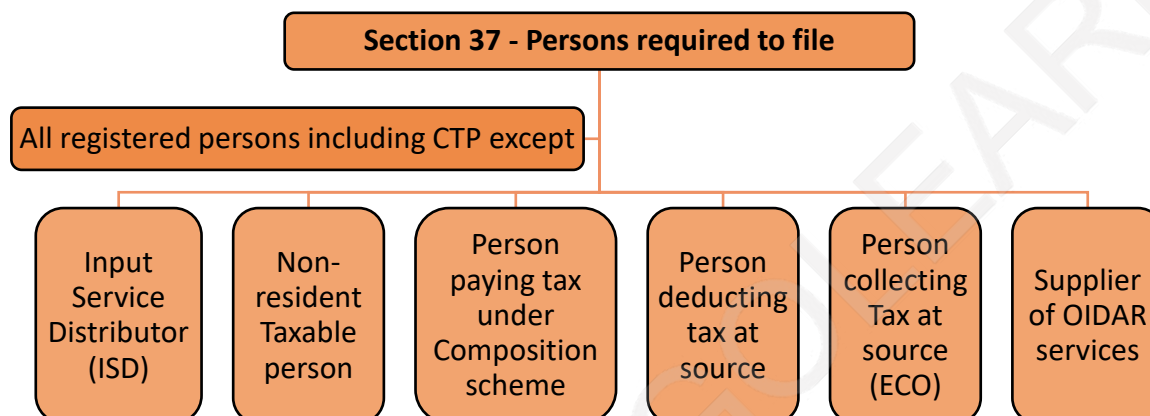 Section 37 - Persons required to file
All registered persons including CTP except
Input
Service
Distributor
(ISD)
Non-
resident
Taxable
person
Person
paying tax
under
Composition
scheme
Person
deducting
tax at
source
Person
collecting
Tax at
source
(ECO)
Supplier
of OIDAR
services